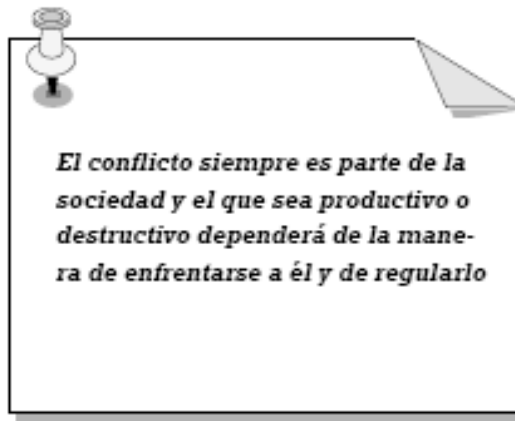 El conflicto siempre es parte de la
sociedad y el que sea productivo o
destructivo dependerá de la mane-
ra de enfrentarse a él y de regularlo